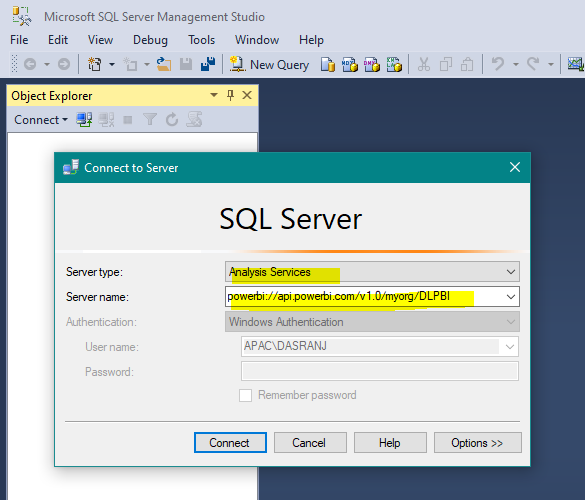 Microsoft SQL Server Management Studio
File Edit View Debug Tools Window Help
New Query
Object Explorer
Connect
Connect to Server
SQL Server
Server type: Analysis Services
Server name: powerbi://api.powerbi.com/v1.0/myorg/DLPBI
Authentication: Windows Authentication
User name: APAC\DASRANJ
Password:
Remember password
Connect Cancel Help Options >>